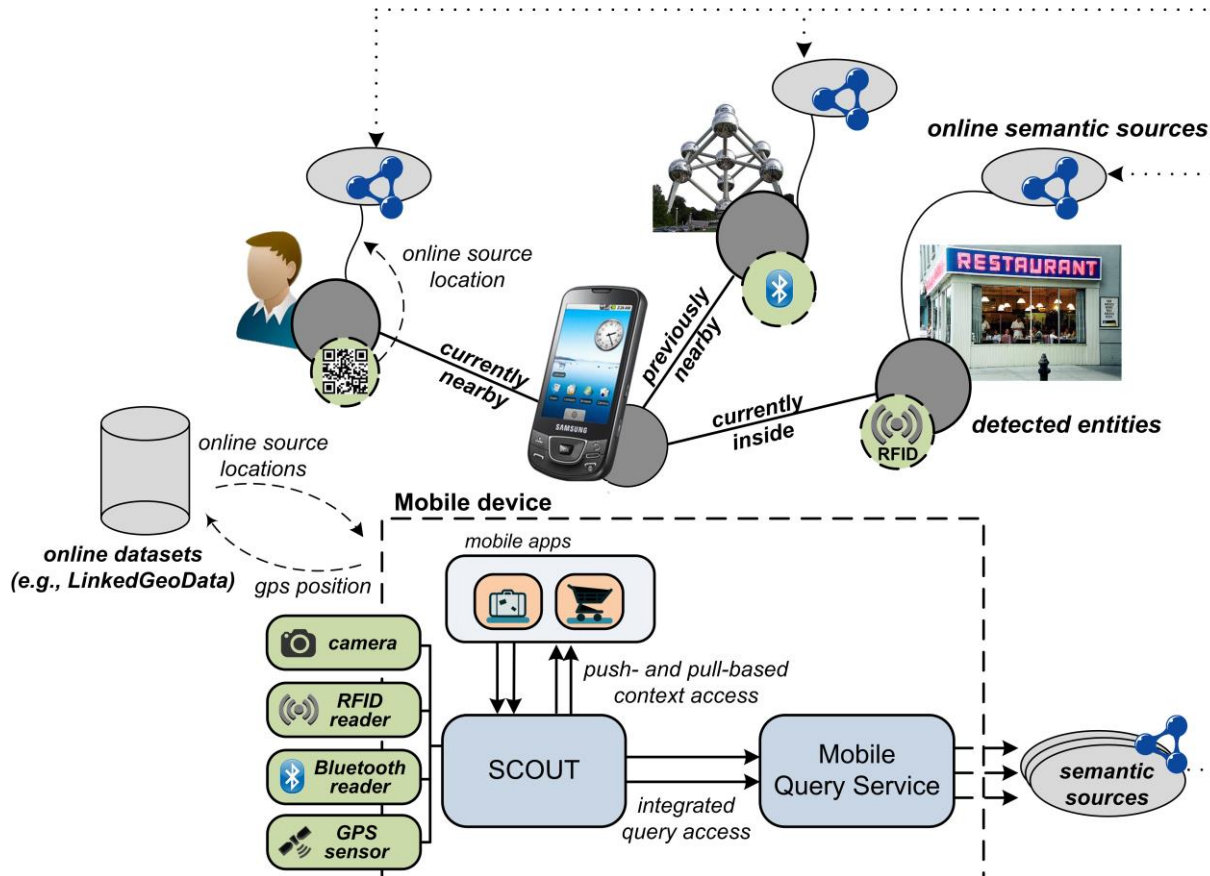 online semantic sources
online source
location
RESTAURANT
previously
nearby
currently
nearby
SAMSUNG
currently
inside
RFID
detected entities
online source
locations
Mobile device
online datasets
(e.g., LinkedGeoData)
gps position
mobile apps
camera
push- and pull-based
context access
RFID
reader
SCOUT
Mobile
Query Service
Bluetooth
reader
semantic
sources
integrated
query access
GPS
sensor